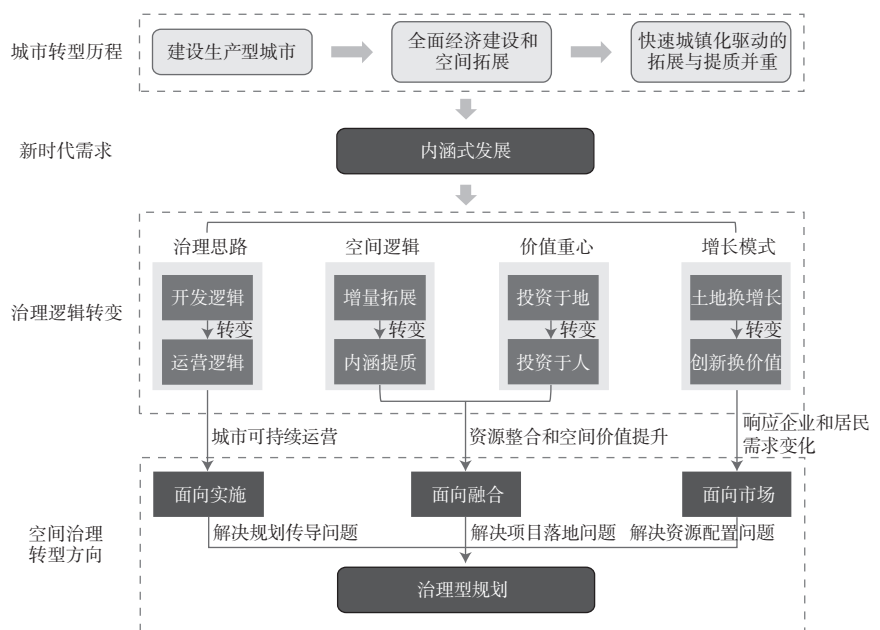 城市转型历程
建设生产型城市
全面经济建设和
空间拓展
快速城镇化驱动的
拓展与提质并重
新时代需求
内涵式发展
治理逻辑转变
治理思路
空间逻辑
价值重心
增长模式
开发逻辑
增量拓展
投资于地
土地换增长
转变
转变
转变
转变
运营逻辑
内涵提质
投资于人
创新换价值
城市可持续运营
资源整合和空间价值提升
响应企业和居民
需求变化
空间治理
转型方向
面向实施
面向融合
面向市场
解决规划传导问题
解决项目落地问题
解决资源配置问题
治理型规划